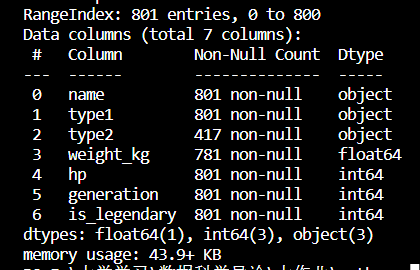 RangeIndex: 801 entries, 0 to 800
Data columns (total 7 columns):
 #   Column        Non-Null Count  Dtype
---  ------        --------------  -----
 0   name          801 non-null    object
 1   type1         801 non-null    object
 2   type2         417 non-null    object
 3   weight_kg     781 non-null    float64
 4   hp            801 non-null    int64
 5   generation    801 non-null    int64
 6   is_legendary  801 non-null    int64
dtypes: float64(1), int64(3), object(3)
memory usage: 43.9+ KB